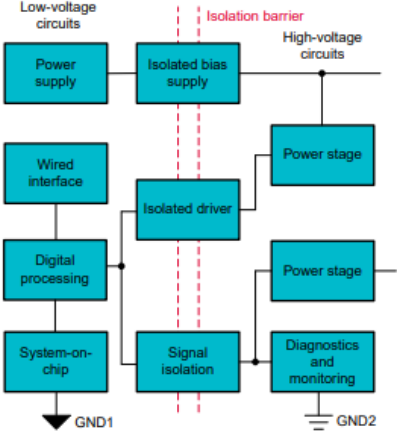 Low-voltage
circuits
Isolation barrier
High-voltage
circuits
Power
supply
Isolated bias
supply
Power stage
Wired
interface
Isolated driver
Digital
processing
Power stage
System-on-
chip
Signal
isolation
Diagnostics
and
monitoring
GND1
GND2